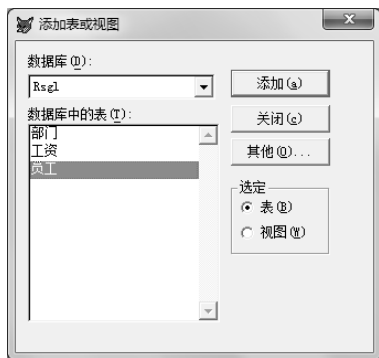 添加表或视图
数据库(D):
Rsgl
添加(a)
数据库中的表(T):
部门
工资
员工
关闭(c)
其他(O)...
选定
表(B)
视图(W)